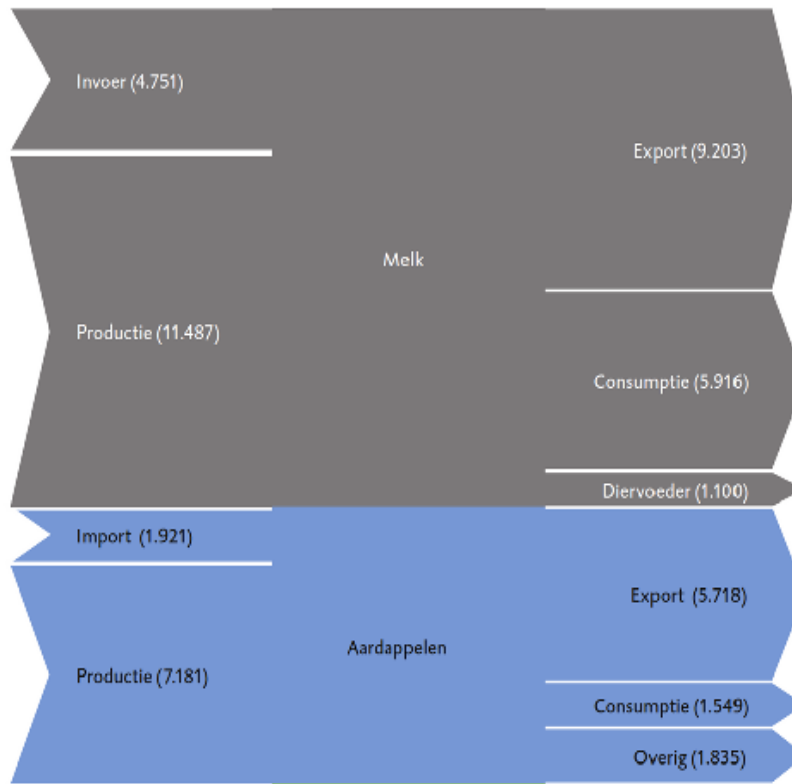 Invoer (4.751)
Export (9.203)
Melk
Productie (11.487)
Consumptie (5.916)
Diervoeder (1.100)
Import (1.921)
Export (5.718)
Aardappelen
Productie (7.181)
Consumptie (1.549)
Overig (1.835)